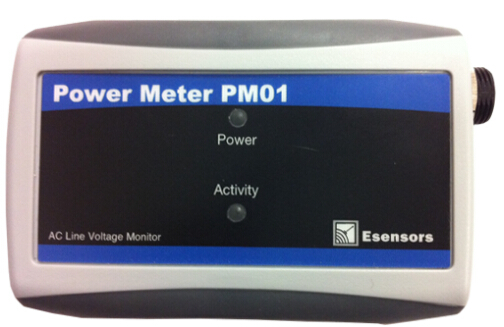 Power Meter PM01
Power
Activity
AC Line Voltage Monitor
Esensors